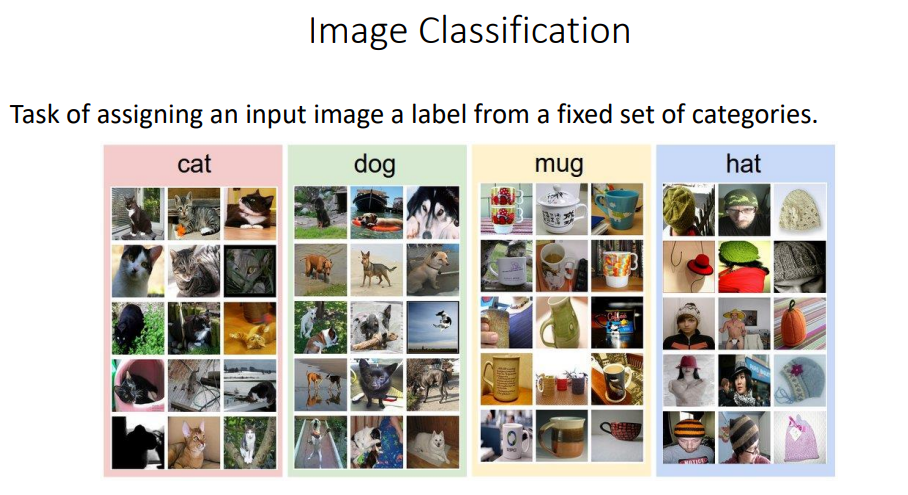 Image Classification
Task of assigning an input image a label from a fixed set of categories.
cat
dog
mug
hat